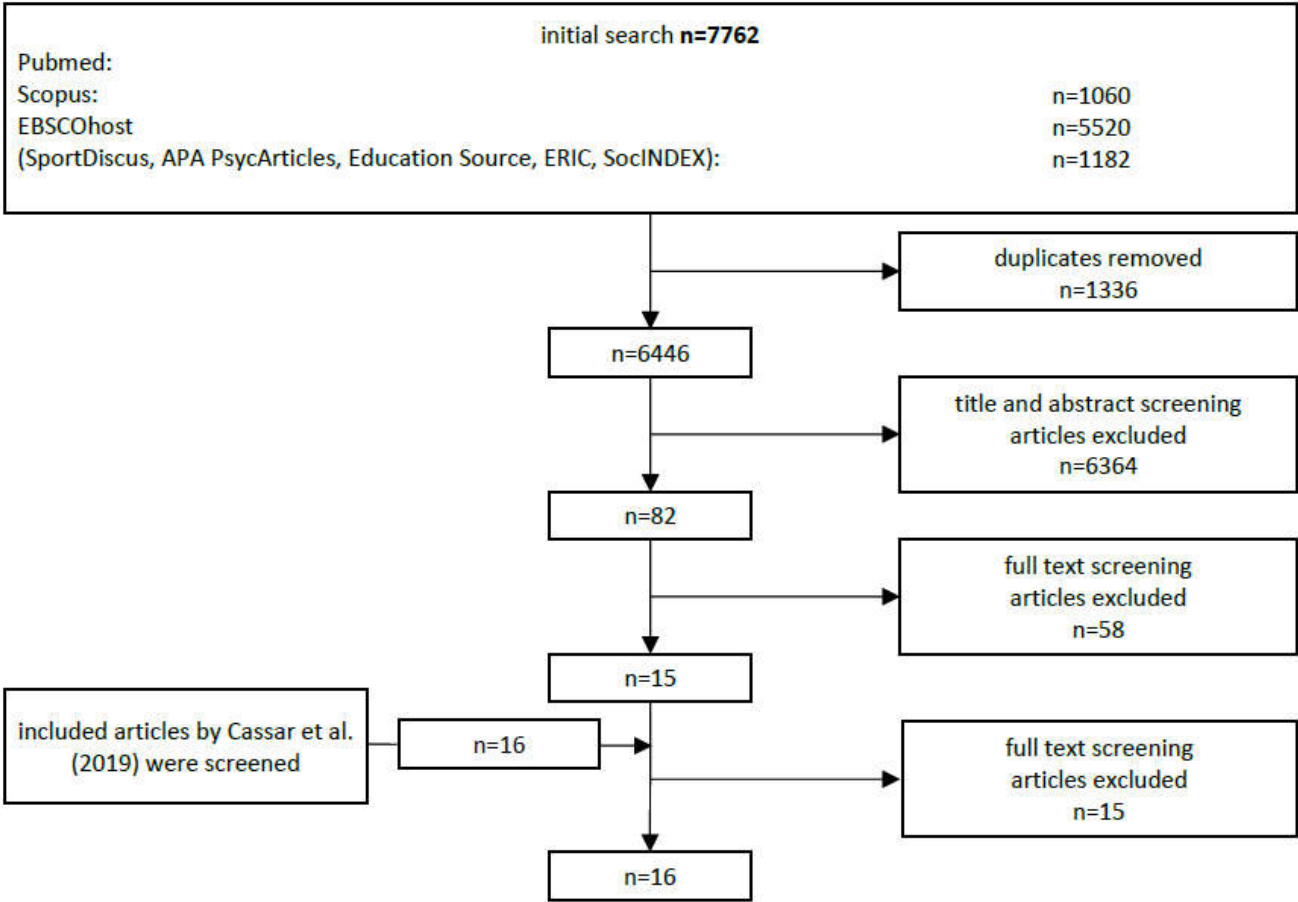 initial search n=7762
Pubmed:
Scopus: n=1060
EBSCOhost n=5520
(SportDiscus, APA PsycArticles, Education Source, ERIC, SocINDEX): n=1182
duplicates removed
n=1336
n=6446
title and abstract screening
articles excluded
n=6364
n=82
full text screening
articles excluded
n=58
n=15
included articles by Cassar et al.
(2019) were screened
n=16
full text screening
articles excluded
n=15
n=16